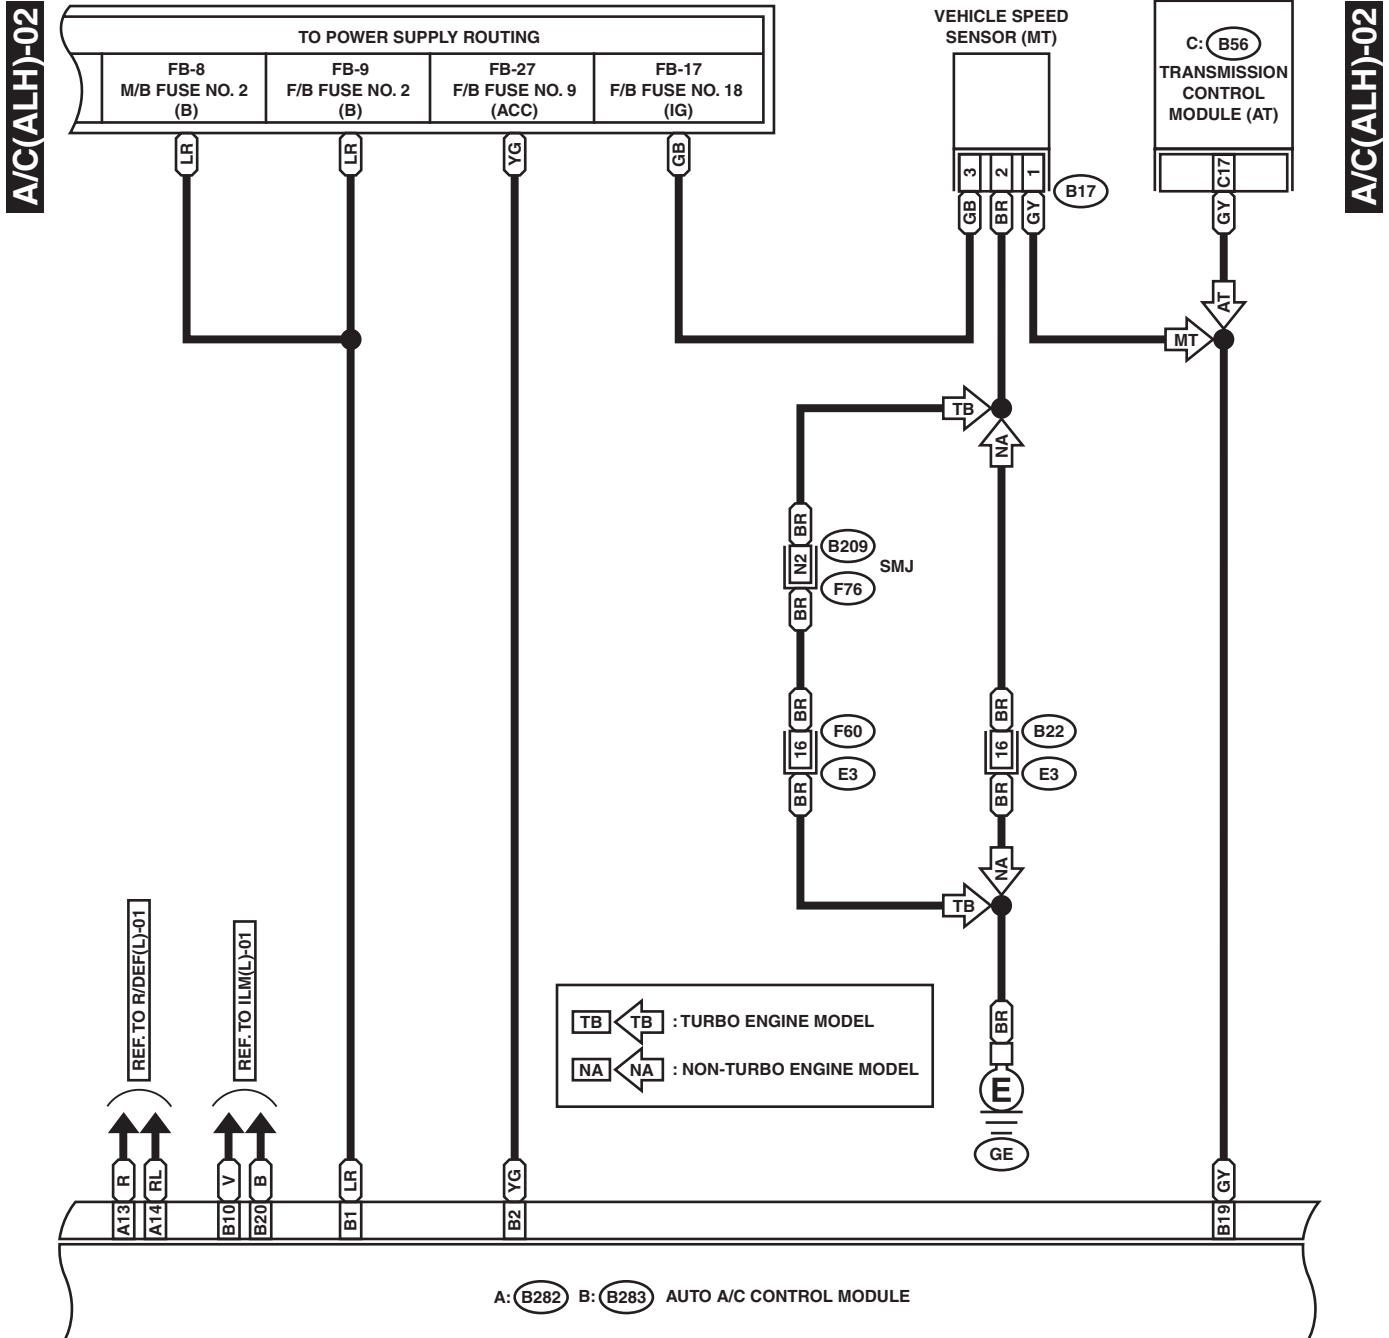 A/C(ALH)-02
A/C(ALH)-02
TO POWER SUPPLY ROUTING
FB-8
M/B FUSE NO. 2
(B)
FB-9
F/B FUSE NO. 2
(B)
FB-27
F/B FUSE NO. 9
(ACC)
FB-17
F/B FUSE NO. 18
(IG)
LR
LR
YG
GB
VEHICLE SPEED
SENSOR (MT)
3
2
1
B17
GB
BR
GY
C: B56
TRANSMISSION
CONTROL
MODULE (AT)
C17
GY
AT
MT
TB
NA
BR
B209
N2
SMJ
F76
BR
BR
F60
16
E3
BR
BR
B22
16
E3
BR
NA
TB
TB TB : TURBO ENGINE MODEL
NA NA : NON-TURBO ENGINE MODEL
BR
E
GE
REF. TO R/DEF(L)-01
REF. TO ILM(L)-01
R
RL
V
B
LR
YG
GY
A13
A14
B10
B20
B1
B2
B19
A: B282 B: B283 AUTO A/C CONTROL MODULE